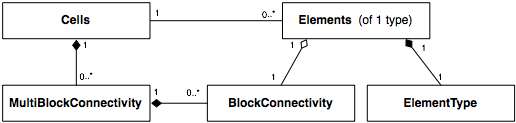 Cells
1
0..*
Elements (of 1 type)
1
1
1
0..*
1
1
MultiBlockConnectivity
1
0..*
BlockConnectivity
ElementType